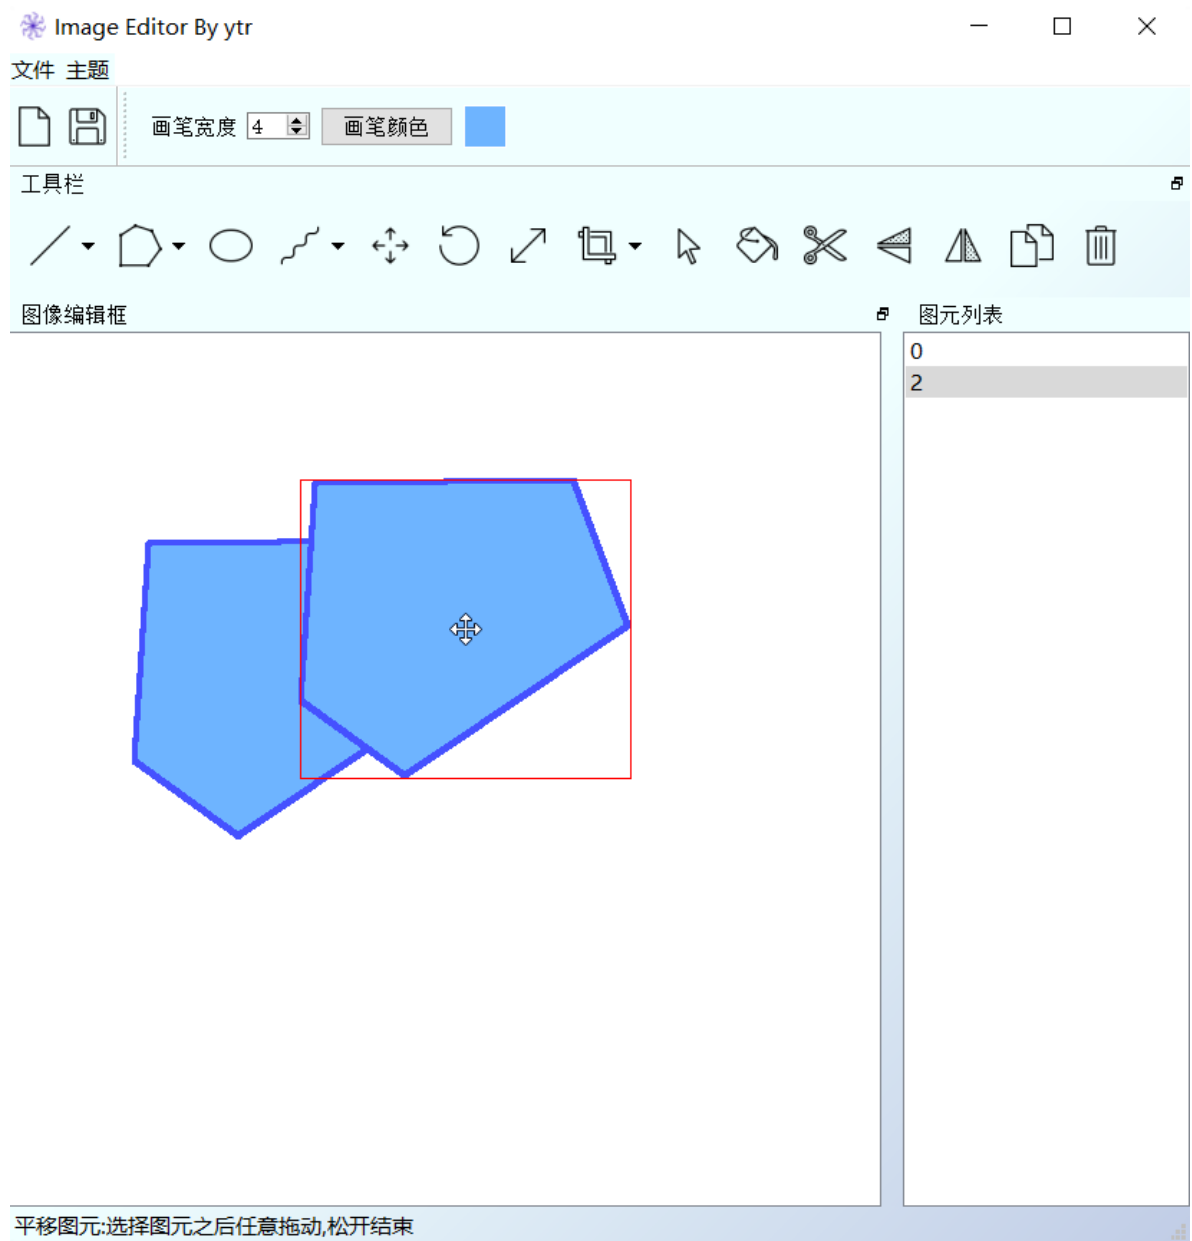 Image Editor By ytr
文件 主题
画笔宽度 4 画笔颜色
工具栏
图像编辑框 图元列表
0
2
平移图元:选择图元之后任意拖动,松开结束